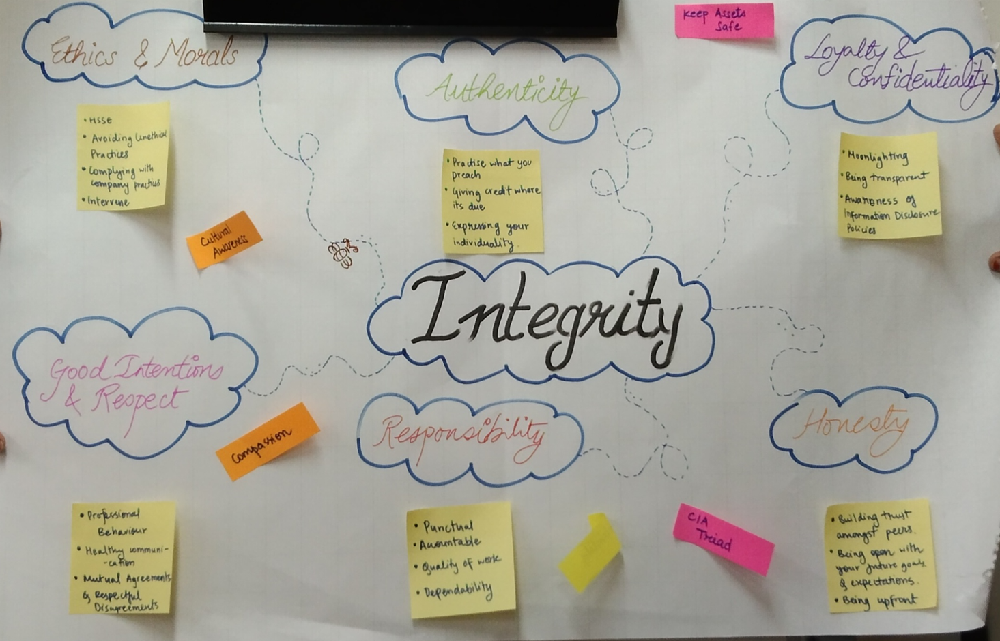 Ethics & Morals
• HSSE
• Avoiding Unethical
Practices
• Complying with
company practices
• Intervene
Cultural
Awareness
Authenticity
• Practise what you
preach
• Giving credit where
its due
• Expressing your
individuality.
Keep Assets
Safe
Loyalty &
Confidentiality
• Moonlighting
• Being transparent
• Awareness of
Information Disclosure
Policies
Integrity
Good Intentions
& Respect
Compassion
• Professional
Behaviour
• Healthy communi-
-cation
• Mutual Agreements
& Respectful
Disagreements
Responsibility
• Punctual
• Accountable
• Quality of work
• Dependability
CIA
Triad
Honesty
• Building trust
amongst peers.
• Being open with
your future goals
& expectations.
• Being upfront